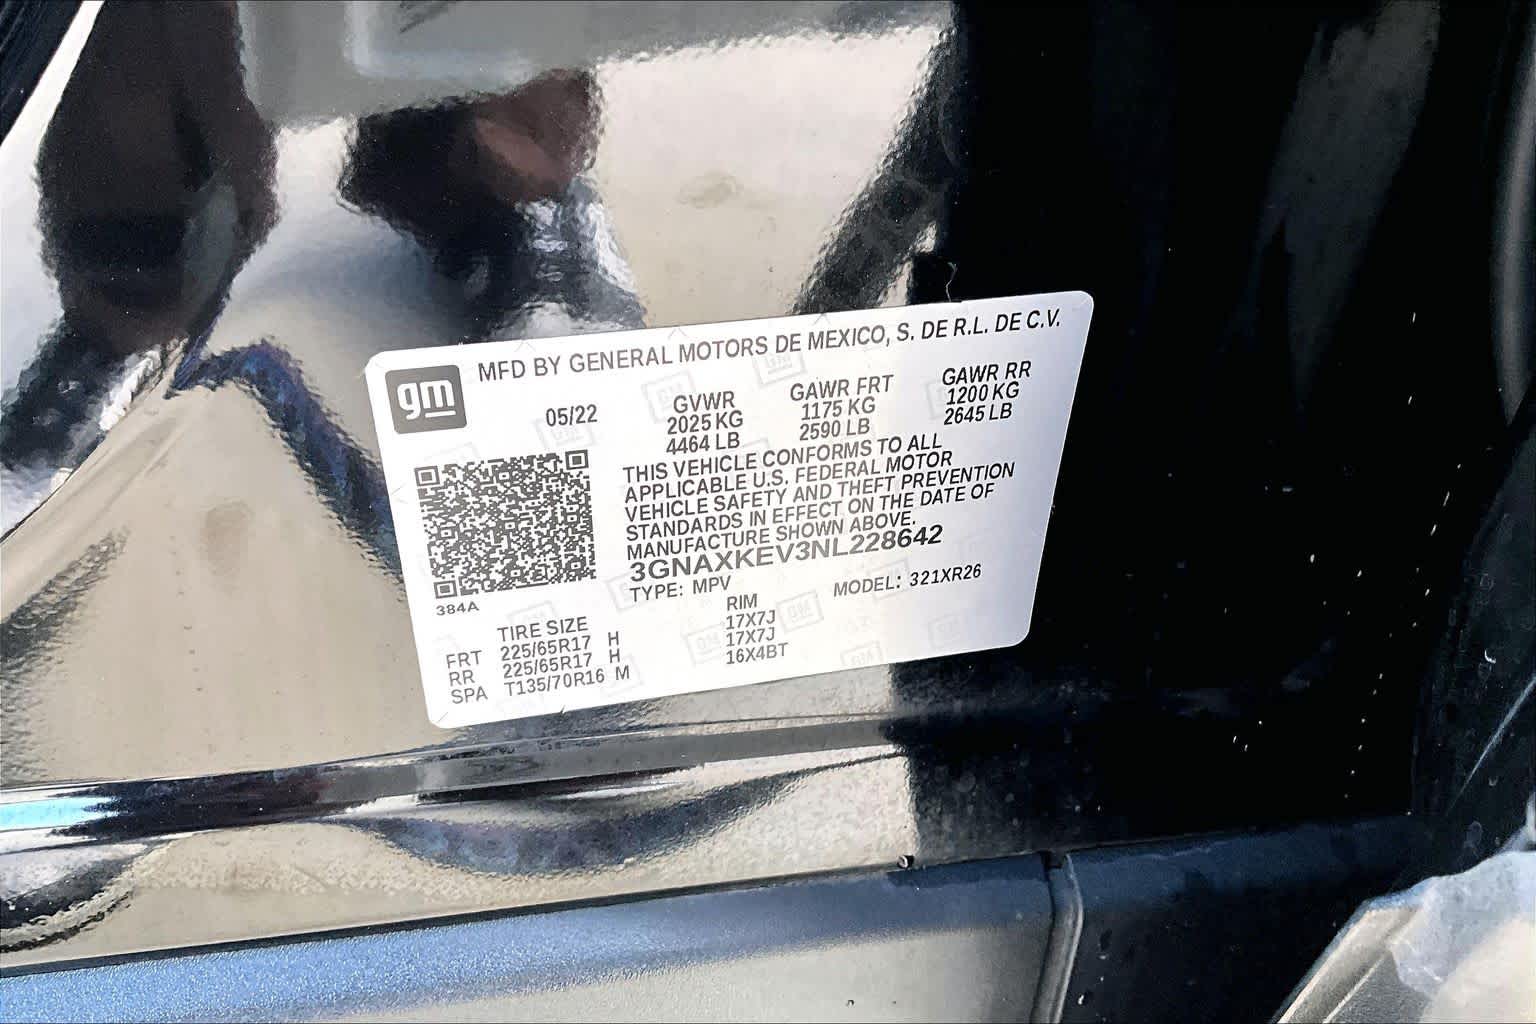 gm
MFD BY GENERAL MOTORS DE MEXICO, S. DE R.L. DE C.V.
05/22
GVWR GAWR FRT GAWR RR
2025 KG 1175 KG 1200 KG
4464 LB 2590 LB 2645 LB
THIS VEHICLE CONFORMS TO ALL
APPLICABLE U.S. FEDERAL MOTOR
VEHICLE SAFETY AND THEFT PREVENTION
STANDARDS IN EFFECT ON THE DATE OF
MANUFACTURE SHOWN ABOVE.
3GNAXKEV3NL228642
TYPE: MPV MODEL: 321XR26
384A
TIRE SIZE RIM
FRT 225/65R17 H 17X7J
RR 225/65R17 H 17X7J
SPA T135/70R16 M 16X4BT